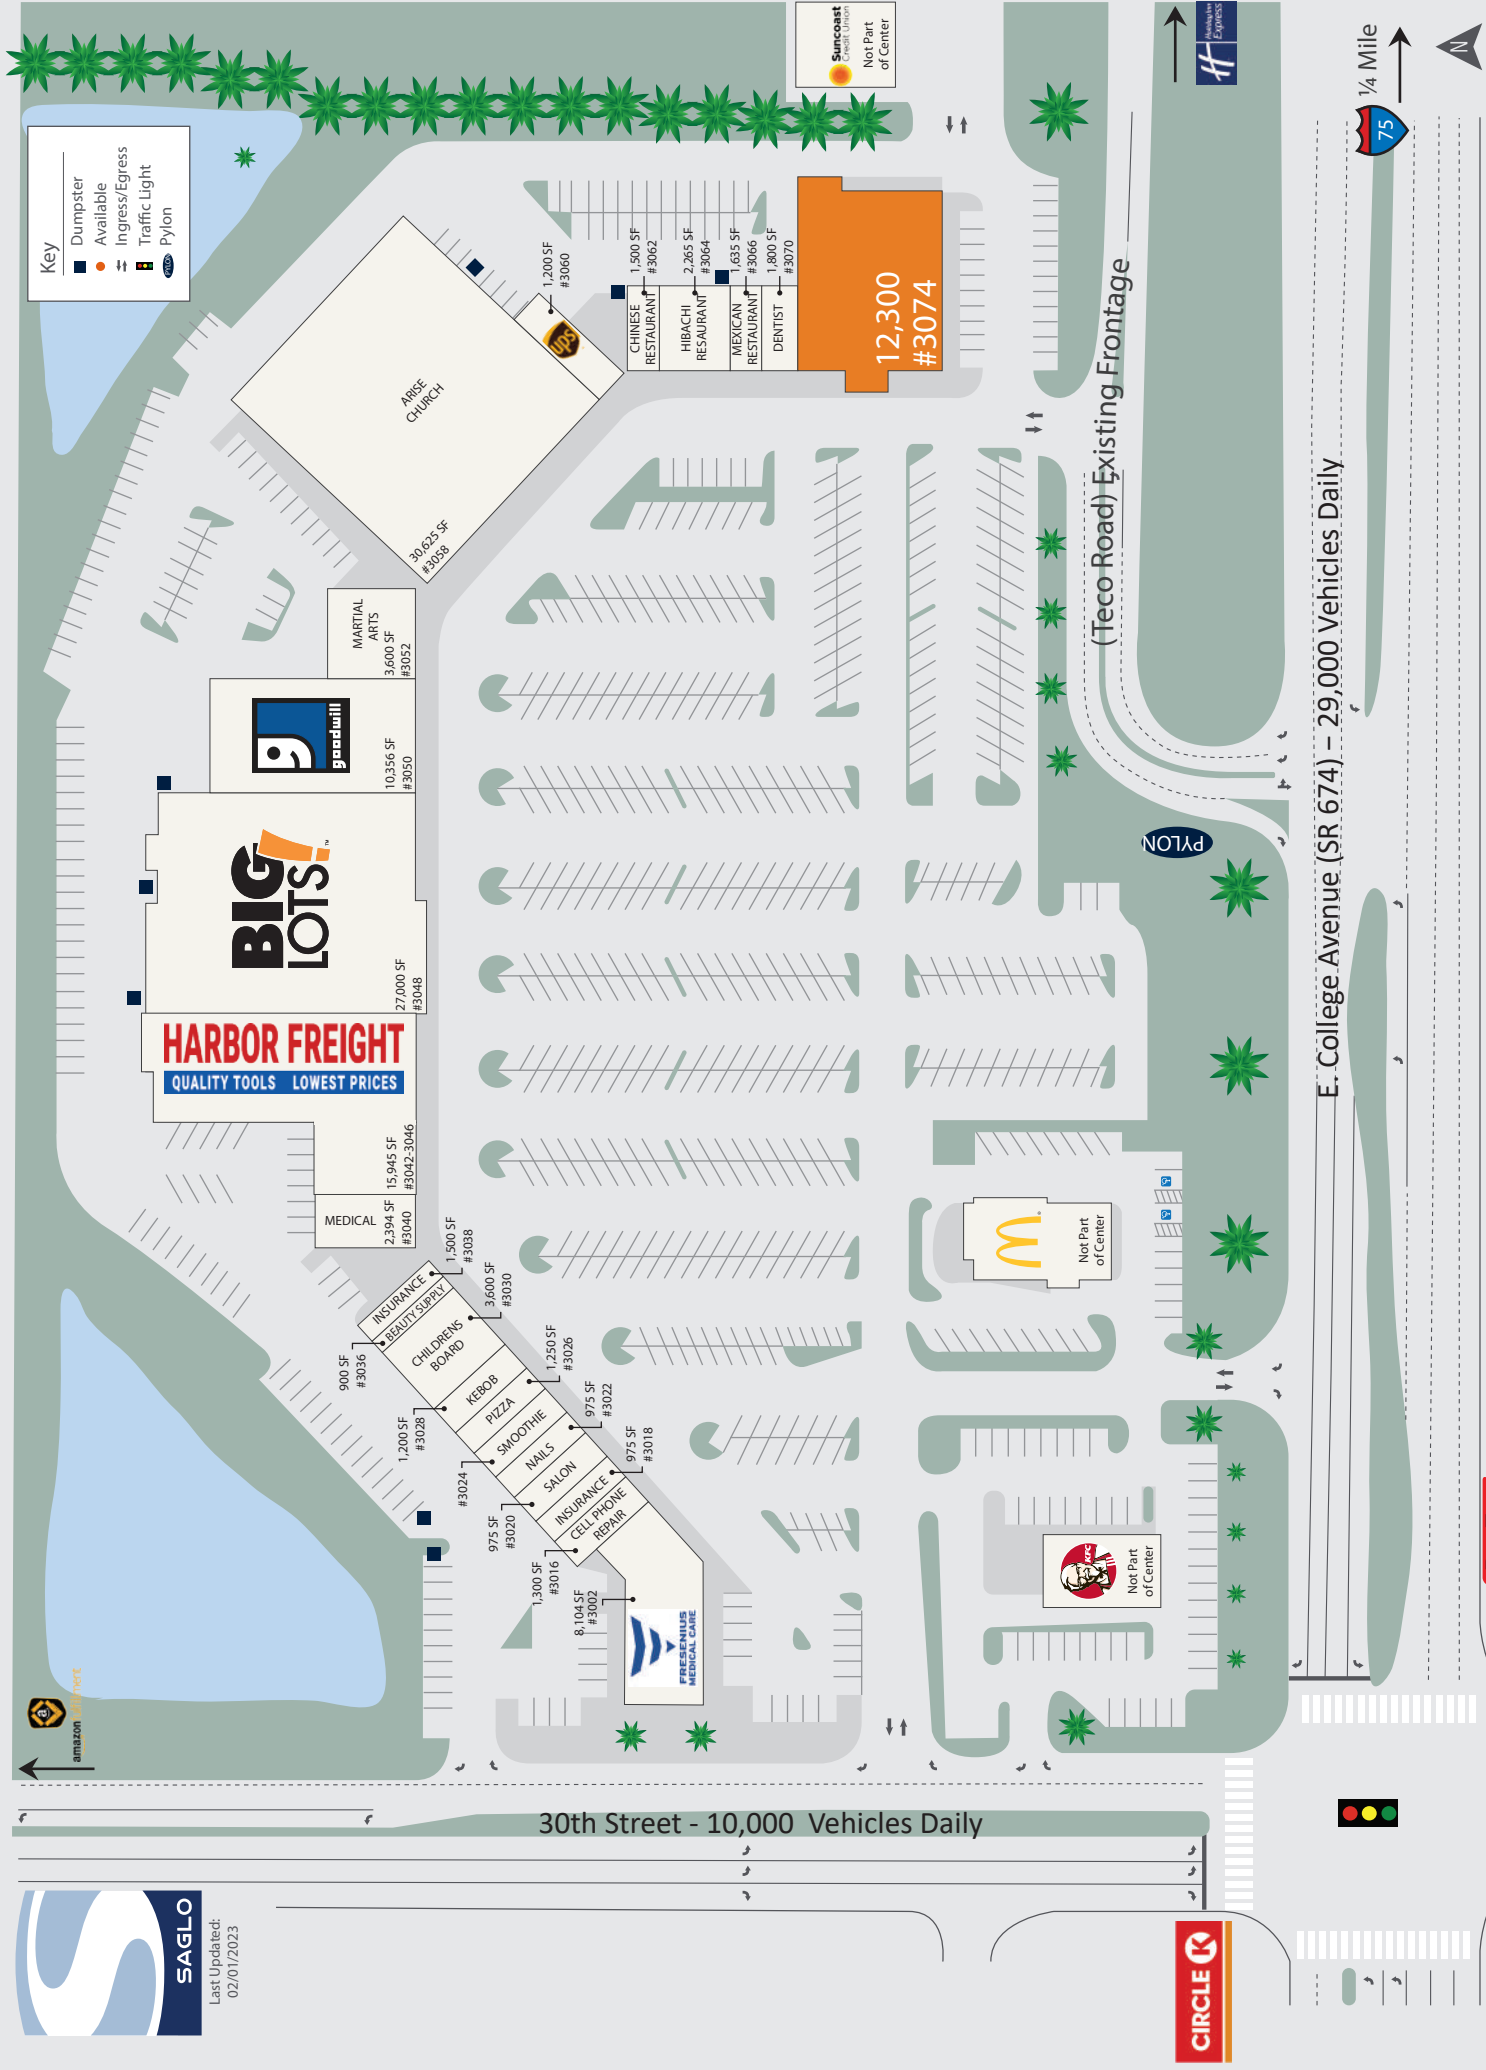 Key
Dumpster
Available
Ingress/Egress
Traffic Light
PYLON Pylon
Suncoast
Credit Union
Not Part
of Center
H
Holiday Inn
Express
¼ Mile
75
N
ARISE
CHURCH
30,625 SF
#3058
ups
1,200 SF
#3060
CHINESE
RESTAURANT
1,500 SF
#3062
HIBACHI
RESAURANT
2,265 SF
#3064
MEXICAN
RESTAURANT
1,635 SF
#3066
DENTIST
1,800 SF
#3070
12,300
#3074
(Teco Road) Existing Frontage
MARTIAL
ARTS
3,600 SF
#3052
goodwill
10,356 SF
#3050
BIG
LOTS!™
27,000 SF
#3048
HARBOR FREIGHT
QUALITY TOOLS LOWEST PRICES
15,945 SF
#3042-3046
MEDICAL
2,394 SF
#3040
INSURANCE
1,500 SF
#3038
BEAUTY SUPPLY
900 SF
#3036
CHILDRENS
BOARD
3,600 SF
#3030
KEBOB
1,200 SF
#3028
PIZZA
1,250 SF
#3026
SMOOTHIE
#3024
NAILS
975 SF
#3022
SALON
975 SF
#3020
INSURANCE
975 SF
#3018
CELL PHONE
REPAIR
1,300 SF
#3016
8,104 SF
#3002
FRESENIUS
MEDICAL CARE
PYLON
E. College Avenue (SR 674) – 29,000 Vehicles Daily
Not Part
of Center
KFC
Not Part
of Center
a
amazon fulfillment
30th Street - 10,000 Vehicles Daily
SAGLO
Last Updated:
02/01/2023
CIRCLE K